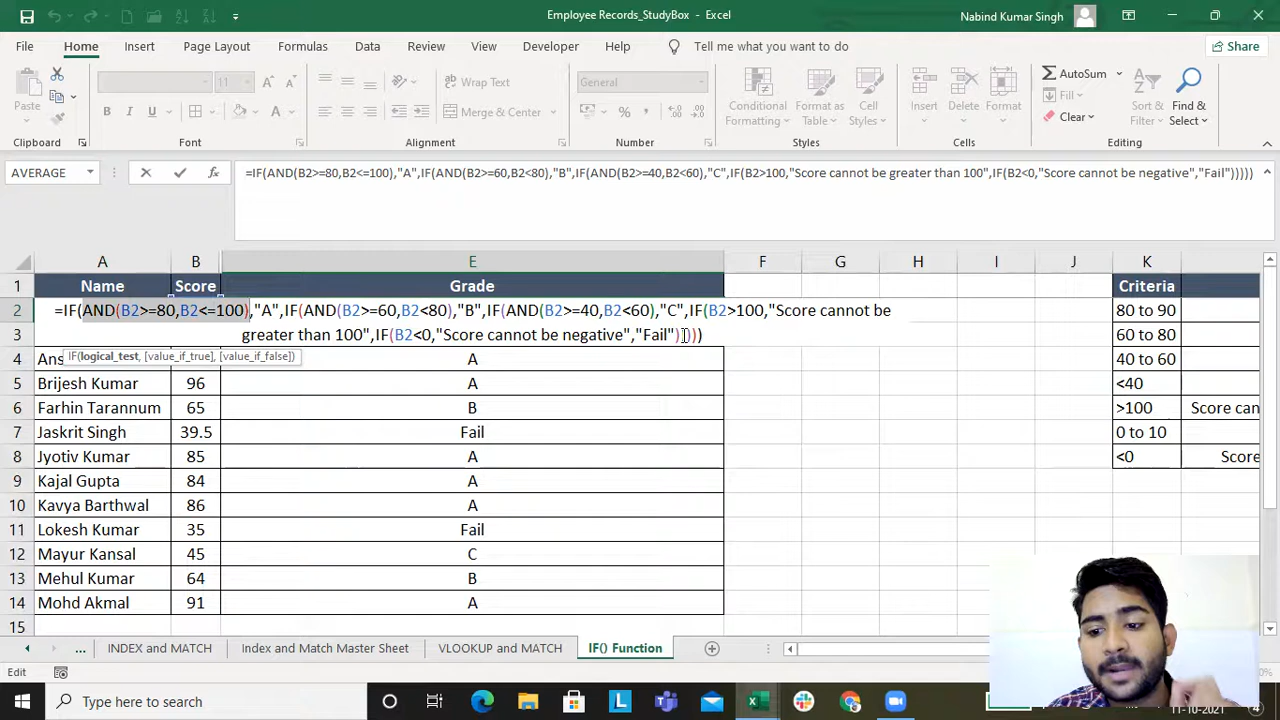 Employee Records_StudyBox - Excel
Nabind Kumar Singh
File Home Insert Page Layout Formulas Data Review View Developer Help Tell me what you want to do Share
Paste
11
B I U
Wrap Text
Merge & Center
General
Conditional Formatting
Format as Table
Cell Styles
Insert
Delete
Format
AutoSum
Fill
Clear
Sort & Filter
Find & Select
Clipboard Font Alignment Number Styles Cells Editing
AVERAGE
=IF(AND(B2>=80,B2<=100),"A",IF(AND(B2>=60,B2<80),"B",IF(AND(B2>=40,B2<60),"C",IF(B2>100,"Score cannot be greater than 100",IF(B2<0,"Score cannot be negative","Fail")))))
A B E F G H I J K
1 Name Score Grade Criteria
2 =IF(AND(B2>=80,B2<=100),"A",IF(AND(B2>=60,B2<80),"B",IF(AND(B2>=40,B2<60),"C",IF(B2>100,"Score cannot be 80 to 90
3 greater than 100",IF(B2<0,"Score cannot be negative","Fail"))))) 60 to 80
IF(logical_test, [value_if_true], [value_if_false])
4 Ans A 40 to 60
5 Brijesh Kumar 96 A <40
6 Farhin Tarannum 65 B >100 Score can
7 Jaskrit Singh 39.5 Fail 0 to 10
8 Jyotiv Kumar 85 A <0 Score
9 Kajal Gupta 84 A
10 Kavya Barthwal 86 A
11 Lokesh Kumar 35 Fail
12 Mayur Kansal 45 C
13 Mehul Kumar 64 B
14 Mohd Akmal 91 A
15
... INDEX and MATCH Index and Match Master Sheet VLOOKUP and MATCH IF() Function
Edit
Type here to search
11-10-2021